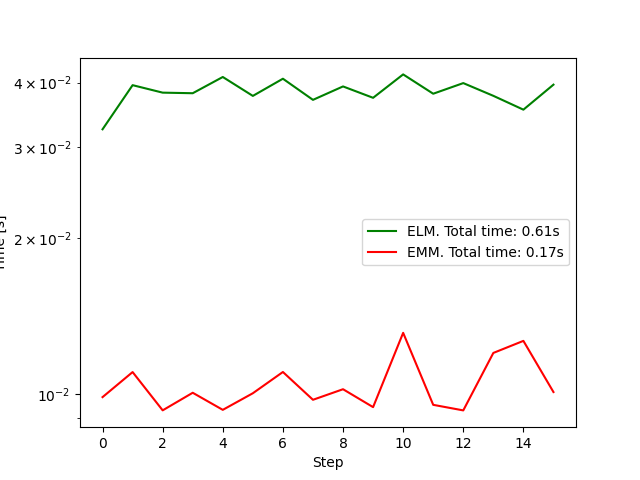 4 × 10⁻²
3 × 10⁻²
2 × 10⁻²
10⁻²
Time [s]
ELM. Total time: 0.61s
EMM. Total time: 0.17s
0 2 4 6 8 10 12 14
Step